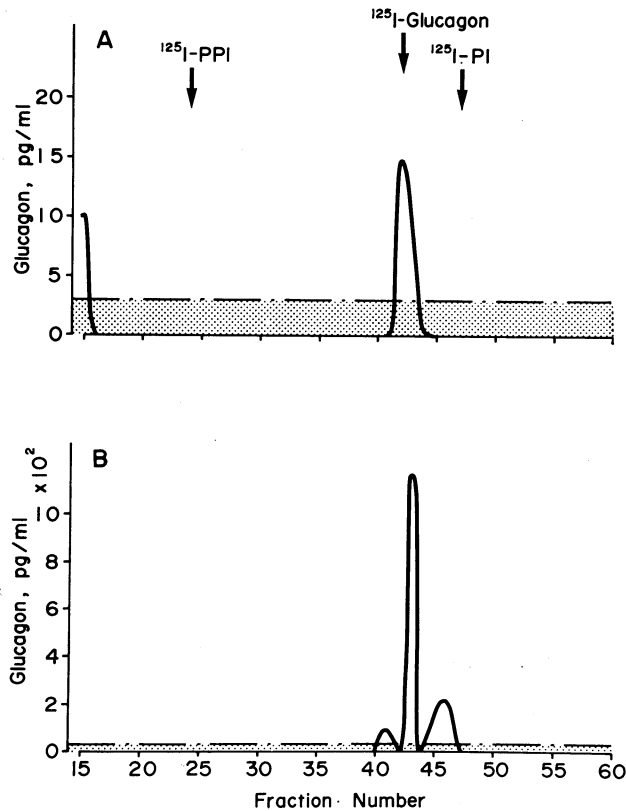 A
¹²⁵I-PPI
¹²⁵I-Glucagon
¹²⁵I-PI
Glucagon, pg/ml
20
15
10
5
0
B
Glucagon, pg/ml x10²
10
8
6
4
2
0
15 20 25 30 35 40 45 50 55 60
Fraction Number